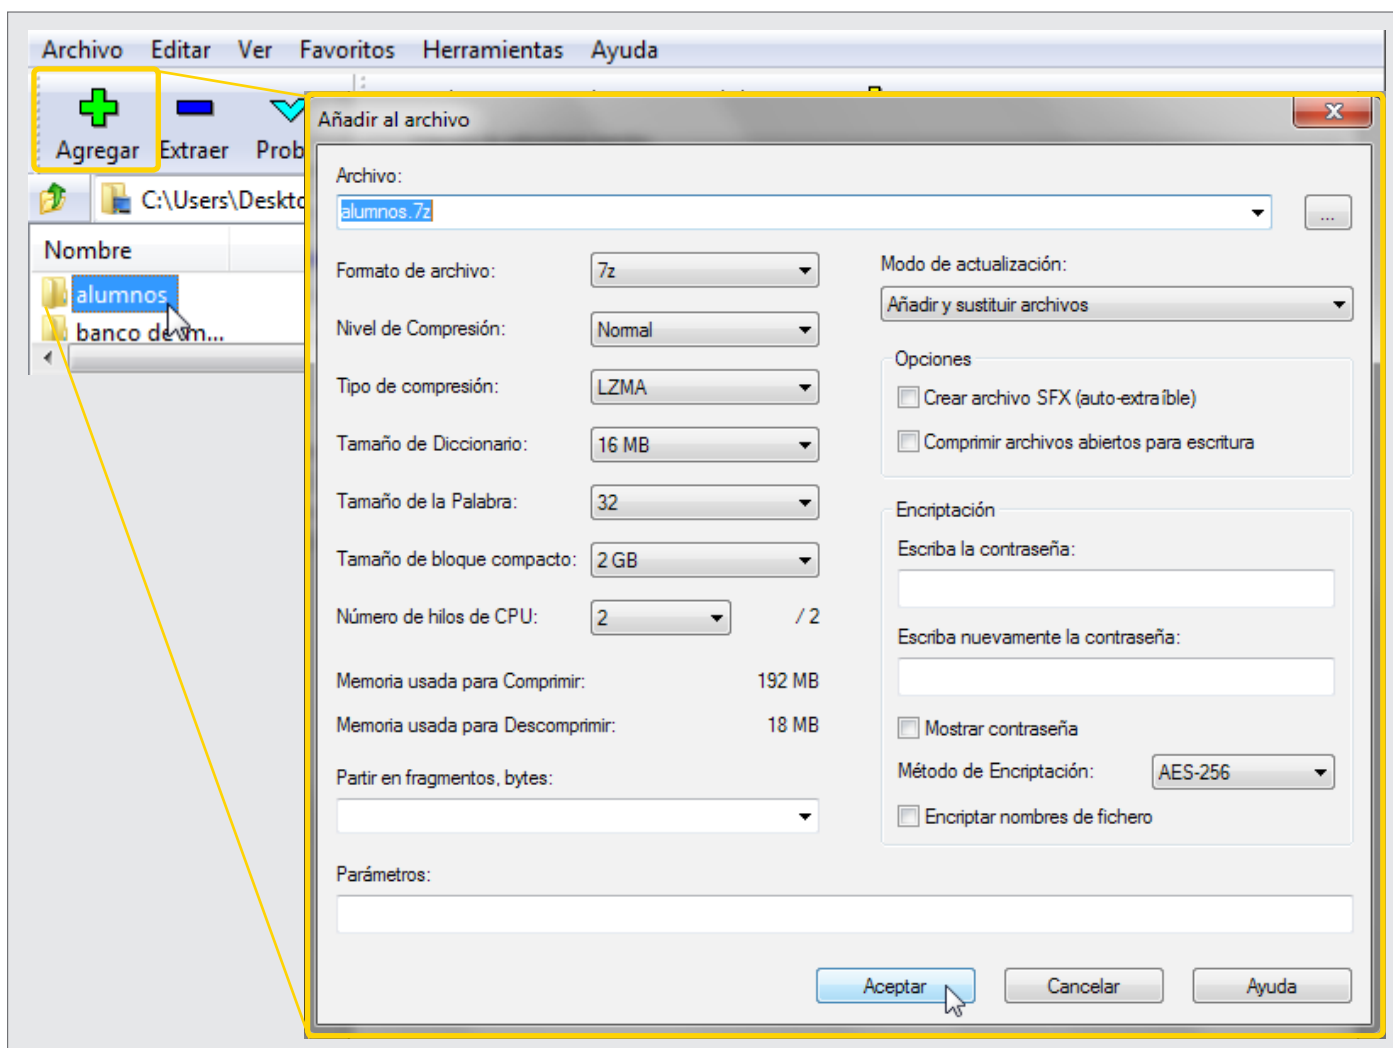 Archivo Editar Ver Favoritos Herramientas Ayuda
Agregar Extraer Prob
C:\Users\Deskto
Nombre
alumnos
banco de
Añadir al archivo
Archivo:
alumnos.7z
...
Formato de archivo: 7z
Nivel de Compresión: Normal
Tipo de compresión: LZMA
Tamaño de Diccionario: 16 MB
Tamaño de la Palabra: 32
Tamaño de bloque compacto: 2 GB
Número de hilos de CPU: 2 / 2
Memoria usada para Comprimir: 192 MB
Memoria usada para Descomprimir: 18 MB
Partir en fragmentos, bytes:
Modo de actualización:
Añadir y sustituir archivos
Opciones
Crear archivo SFX (auto-extraíble)
Comprimir archivos abiertos para escritura
Encriptación
Escriba la contraseña:
Escriba nuevamente la contraseña:
Mostrar contraseña
Método de Encriptación: AES-256
Encriptar nombres de fichero
Parámetros:
Aceptar Cancelar Ayuda